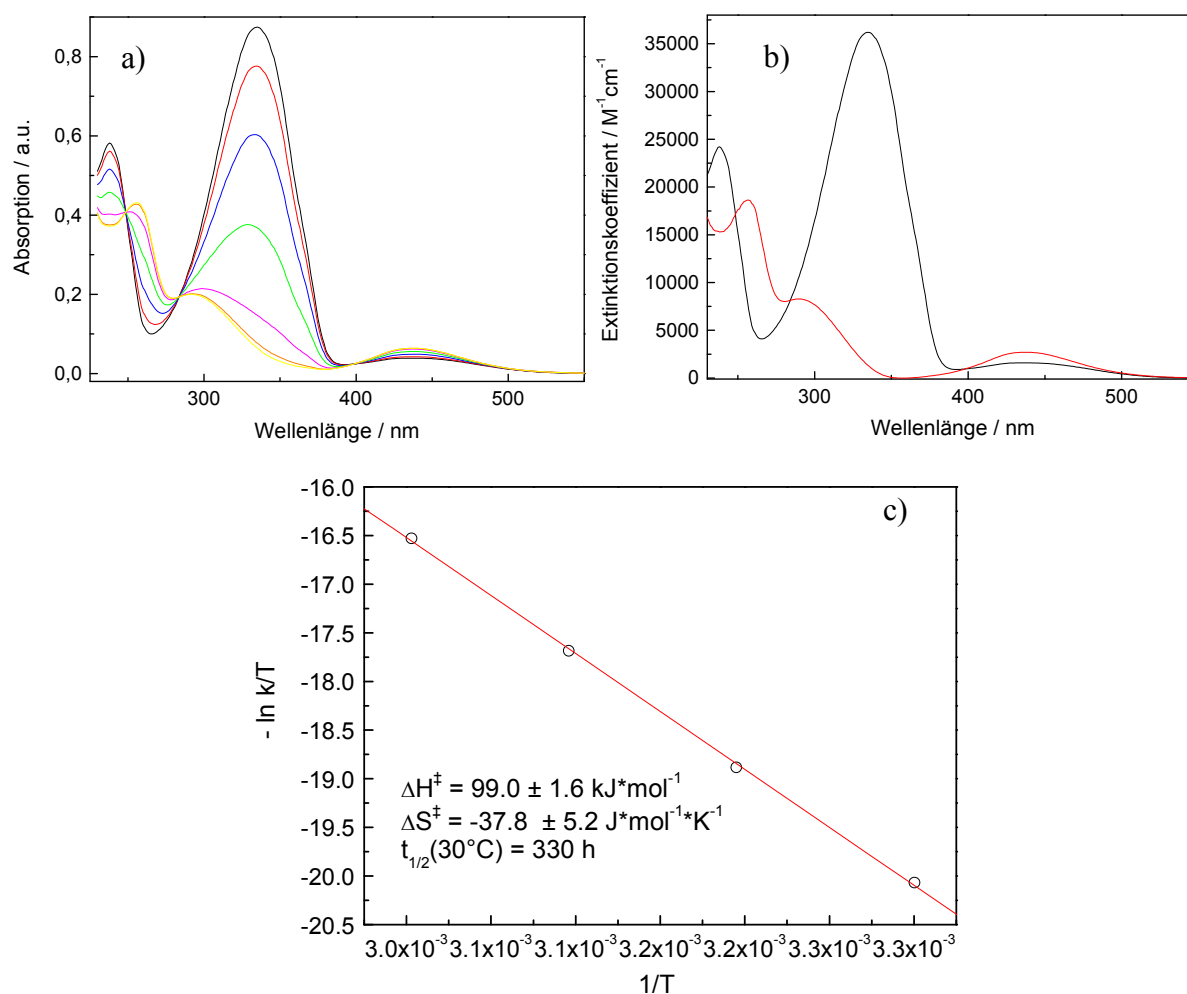 a)
Absorption / a.u.
0,8
0,6
0,4
0,2
0,0
300 400 500
Wellenlänge / nm
b)
Extinktionskoeffizient / M⁻¹cm⁻¹
35000
30000
25000
20000
15000
10000
5000
0
300 400 500
Wellenlänge / nm
c)
- ln k/T
-16.0
-16.5
-17.0
-17.5
-18.0
-18.5
-19.0
-19.5
-20.0
-20.5
ΔH‡ = 99.0 ± 1.6 kJ*mol⁻¹
ΔS‡ = -37.8 ± 5.2 J*mol⁻¹*K⁻¹
t₁/₂(30°C) = 330 h
3.0x10⁻³ 3.1x10⁻³ 3.1x10⁻³ 3.2x10⁻³ 3.2x10⁻³ 3.3x10⁻³ 3.3x10⁻³
1/T